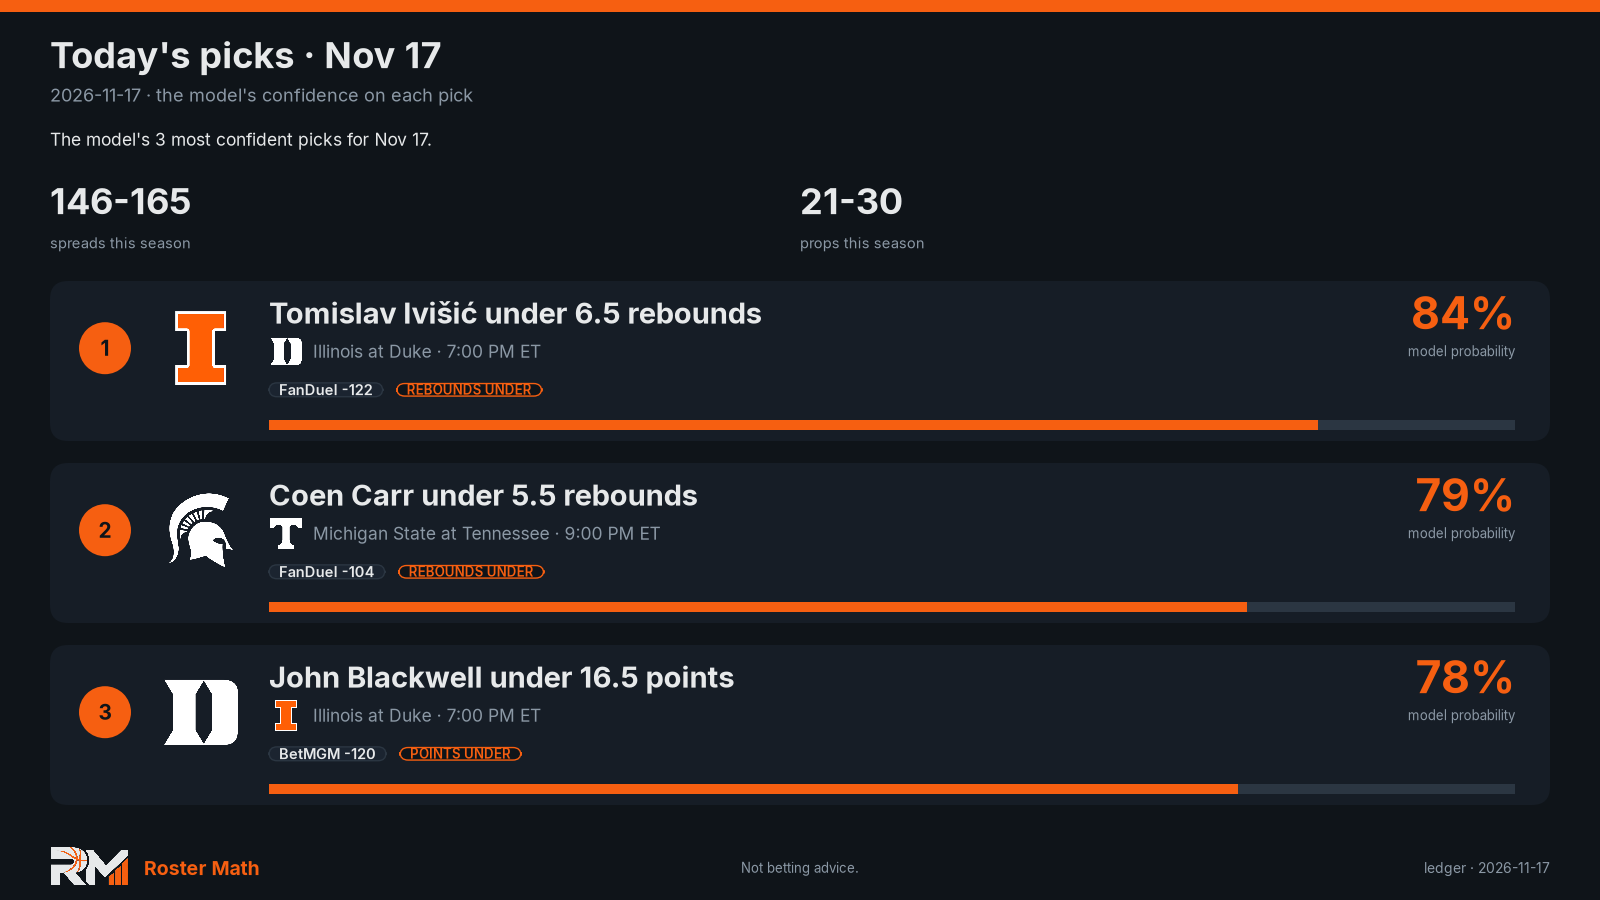 Today's picks · Nov 17
2026-11-17 · the model's confidence on each pick
The model's 3 most confident picks for Nov 17.
146-165
spreads this season
21-30
props this season
1
I
Tomislav Ivišić under 6.5 rebounds
D
Illinois at Duke · 7:00 PM ET
FanDuel -122
REBOUNDS UNDER
84%
model probability
2
Coen Carr under 5.5 rebounds
T
Michigan State at Tennessee · 9:00 PM ET
FanDuel -104
REBOUNDS UNDER
79%
model probability
3
D
John Blackwell under 16.5 points
I
Illinois at Duke · 7:00 PM ET
BetMGM -120
POINTS UNDER
78%
model probability
RM
Roster Math
Not betting advice.
ledger · 2026-11-17